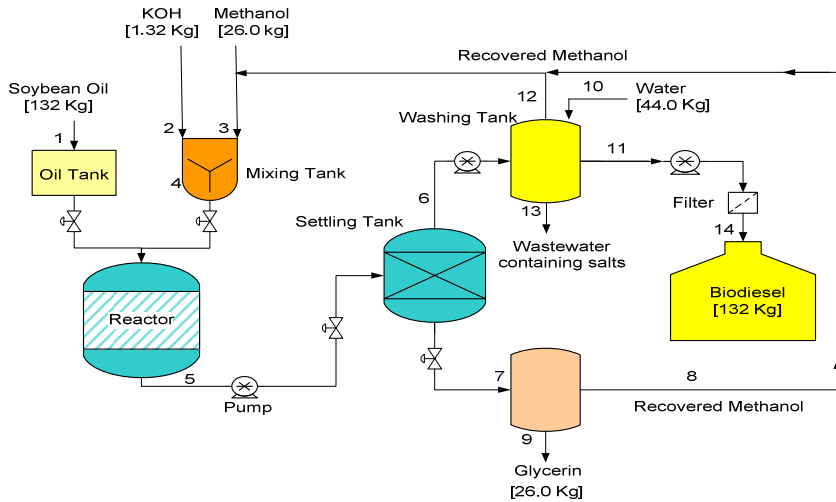 KOH
[1.32 Kg]
Methanol
[26.0 kg]
Recovered Methanol
Soybean Oil
[132 Kg]
10
Water
[44.0 Kg]
12
Washing Tank
1
2
3
Oil Tank
4
Mixing Tank
11
6
13
Filter
Settling Tank
14
Wastewater
containing salts
Reactor
Biodiesel
[132 Kg]
5
Pump
7
8
Recovered Methanol
9
Glycerin
[26.0 Kg]